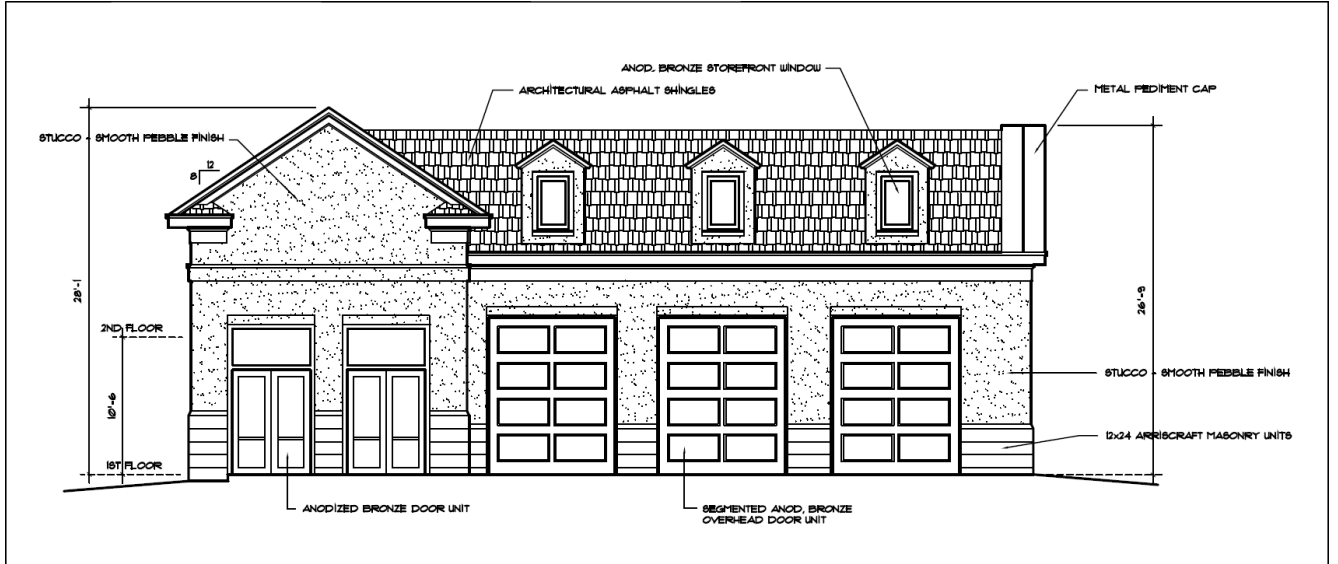 ANOD. BRONZE STOREFRONT WINDOW
ARCHITECTURAL ASPHALT SHINGLES
METAL PEDIMENT CAP
STUCCO - SMOOTH PEBBLE FINISH
12
8
28'-1
26'-9
2ND FLOOR
10'-6
1ST FLOOR
STUCCO - SMOOTH PEBBLE FINISH
12x24 ARRISCRAFT MASONRY UNITS
ANODIZED BRONZE DOOR UNIT
SEGMENTED ANOD. BRONZE
OVERHEAD DOOR UNIT